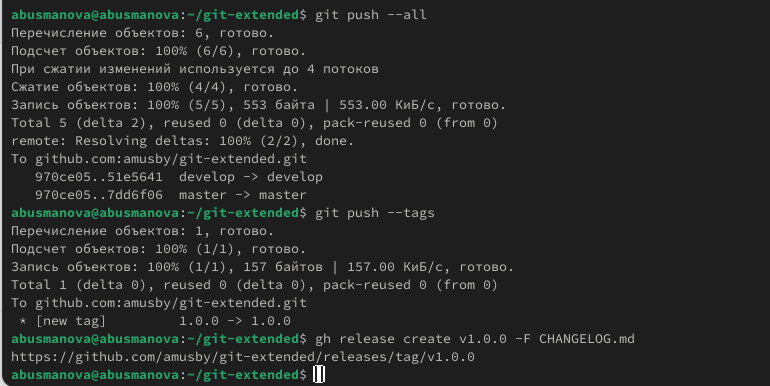 abusmanova@abusmanova:~/git-extended$ git push --all
Перечисление объектов: 6, готово.
Подсчет объектов: 100% (6/6), готово.
При сжатии изменений используется до 4 потоков
Сжатие объектов: 100% (4/4), готово.
Запись объектов: 100% (5/5), 553 байта | 553.00 КиБ/с, готово.
Total 5 (delta 2), reused 0 (delta 0), pack-reused 0 (from 0)
remote: Resolving deltas: 100% (2/2), done.
To github.com:amusby/git-extended.git
   970ce05..51e5641  develop -> develop
   970ce05..7dd6f06  master -> master
abusmanova@abusmanova:~/git-extended$ git push --tags
Перечисление объектов: 1, готово.
Подсчет объектов: 100% (1/1), готово.
Запись объектов: 100% (1/1), 157 байтов | 157.00 КиБ/с, готово.
Total 1 (delta 0), reused 0 (delta 0), pack-reused 0 (from 0)
To github.com:amusby/git-extended.git
 * [new tag]         1.0.0 -> 1.0.0
abusmanova@abusmanova:~/git-extended$ gh release create v1.0.0 -F CHANGELOG.md
https://github.com/amusby/git-extended/releases/tag/v1.0.0
abusmanova@abusmanova:~/git-extended$